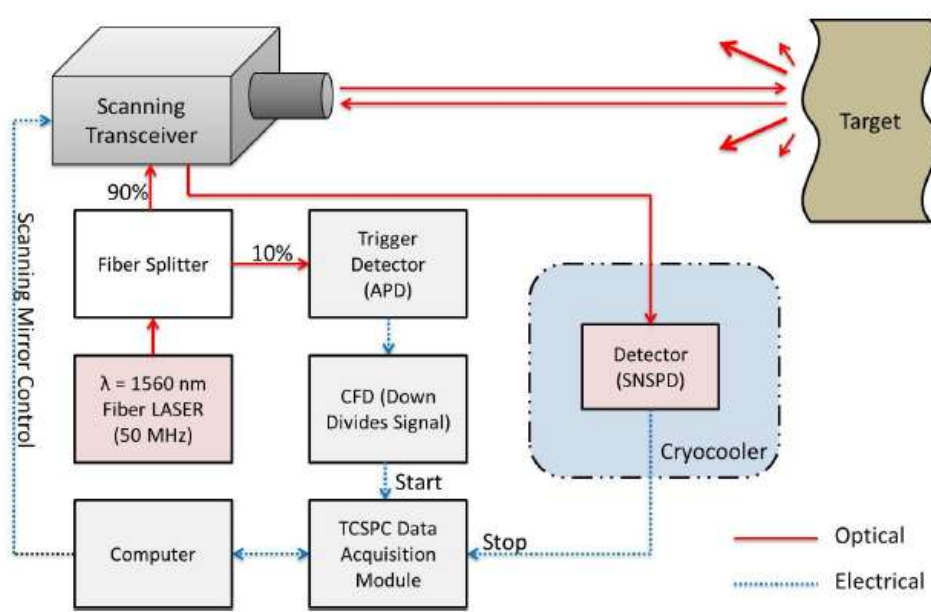 Scanning
Transceiver
Target
90%
Fiber Splitter
10%
Trigger
Detector
(APD)
Scanning Mirror Control
λ = 1560 nm
Fiber LASER
(50 MHz)
CFD (Down
Divides Signal)
Detector
(SNSPD)
Cryocooler
Start
Computer
TCSPC Data
Acquisition
Module
Stop
Optical
Electrical